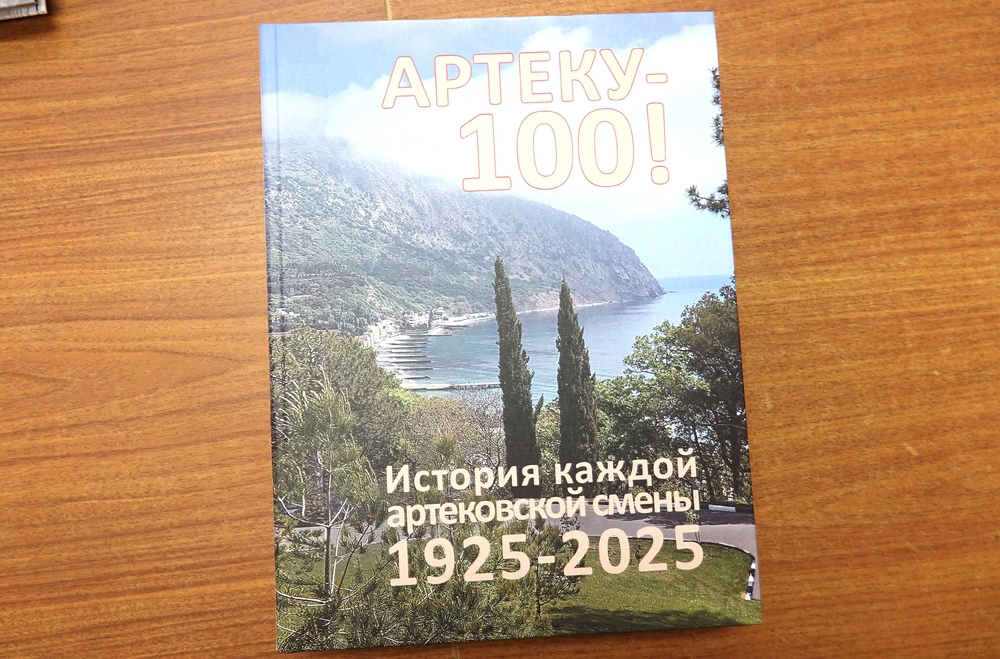 АРТЕКУ-
100!
История каждой
артековской смены
1925-2025